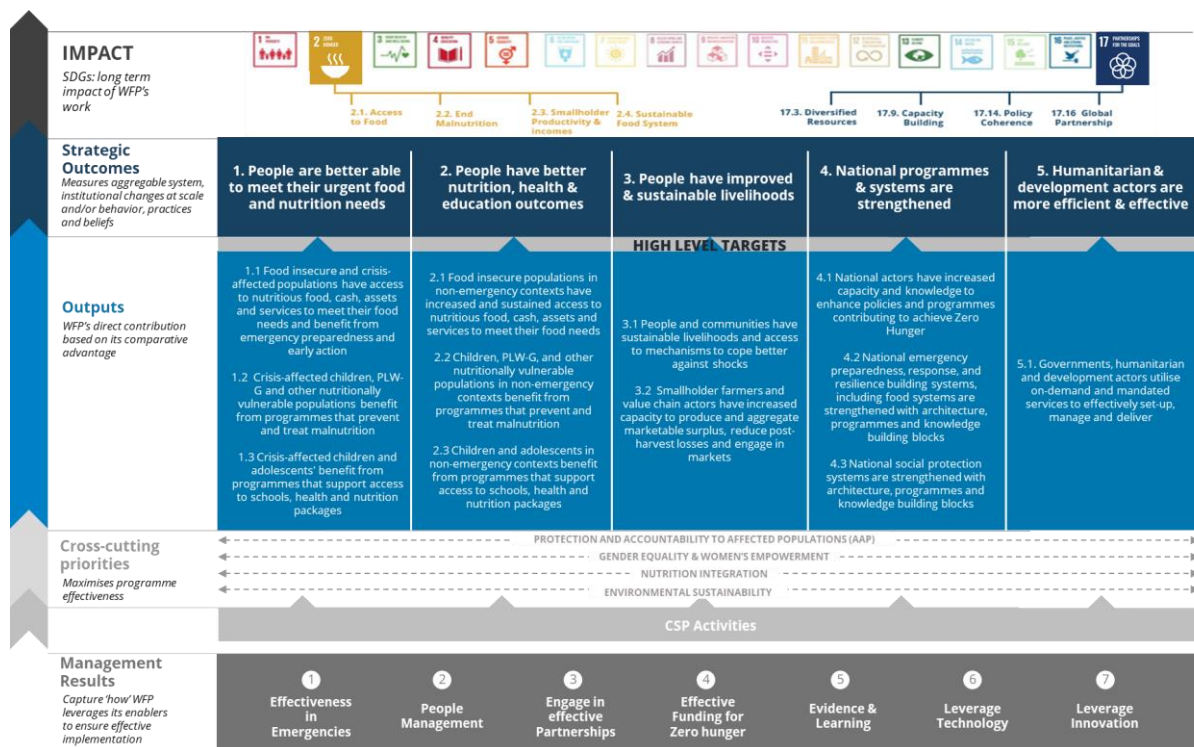 IMPACT
SDGs: long term
impact of WFP's
work
1
2 ZERO
HUNGER
3
4 QUALITY
EDUCATION
5 GENDER
EQUALITY
13 CLIMATE
ACTION
16
17 PARTNERSHIPS
FOR THE GOALS
2.1. Access
to Food
2.2. End
Malnutrition
2.3. Smallholder
Productivity &
incomes
2.4. Sustainable
Food System
17.3. Diversified
Resources
17.9. Capacity
Building
17.14. Policy
Coherence
17.16 Global
Partnership
Strategic
Outcomes
Measures aggregable system,
institutional changes at scale
and/or behavior, practices
and beliefs
1. People are better able
to meet their urgent food
and nutrition needs
2. People have better
nutrition, health &
education outcomes
3. People have improved
& sustainable livelihoods
4. National programmes
& systems are
strengthened
5. Humanitarian &
development actors are
more efficient & effective
HIGH LEVEL TARGETS
Outputs
WFP's direct contribution
based on its comparative
advantage
1.1 Food insecure and crisis-
affected populations have access
to nutritious food, cash, assets
and services to meet their food
needs and benefit from
emergency preparedness and
early action
1.2 Crisis-affected children, PLW-
G and other nutritionally
vulnerable populations benefit
from programmes that prevent
and treat malnutrition
1.3 Crisis-affected children and
adolescents' benefit from
programmes that support access
to schools, health and nutrition
packages
2.1 Food insecure populations in
non-emergency contexts have
increased and sustained access to
nutritious food, cash, assets and
services to meet their food needs
2.2 Children, PLW-G, and other
nutritionally vulnerable
populations in non-emergency
contexts benefit from
programmes that prevent and
treat malnutrition
2.3 Children and adolescents in
non-emergency contexts benefit
from programmes that support
access to schools, health and
nutrition packages
3.1 People and communities have
sustainable livelihoods and access
to mechanisms to cope better
against shocks
3.2 Smallholder farmers and
value chain actors have increased
capacity to produce and aggregate
marketable surplus, reduce post-
harvest losses and engage in
markets
4.1 National actors have increased
capacity and knowledge to
enhance policies and programmes
contributing to achieve Zero
Hunger
4.2 National emergency
preparedness, response, and
resilience building systems,
including food systems are
strengthened with architecture,
programmes and knowledge
building blocks
4.3 National social protection
systems are strengthened with
architecture, programmes and
knowledge building blocks
5.1. Governments, humanitarian
and development actors utilise
on-demand and mandated
services to effectively set-up,
manage and deliver
Cross-cutting
priorities
Maximises programme
effectiveness
PROTECTION AND ACCOUNTABILITY TO AFFECTED POPULATIONS (AAP)
GENDER EQUALITY & WOMEN'S EMPOWERMENT
NUTRITION INTEGRATION
ENVIRONMENTAL SUSTAINABILITY
CSP Activities
Management
Results
Capture 'how' WFP
leverages its enablers
to ensure effective
implementation
1
Effectiveness
in
Emergencies
2
People
Management
3
Engage in
effective
Partnerships
4
Effective
Funding for
Zero hunger
5
Evidence &
Learning
6
Leverage
Technology
7
Leverage
Innovation